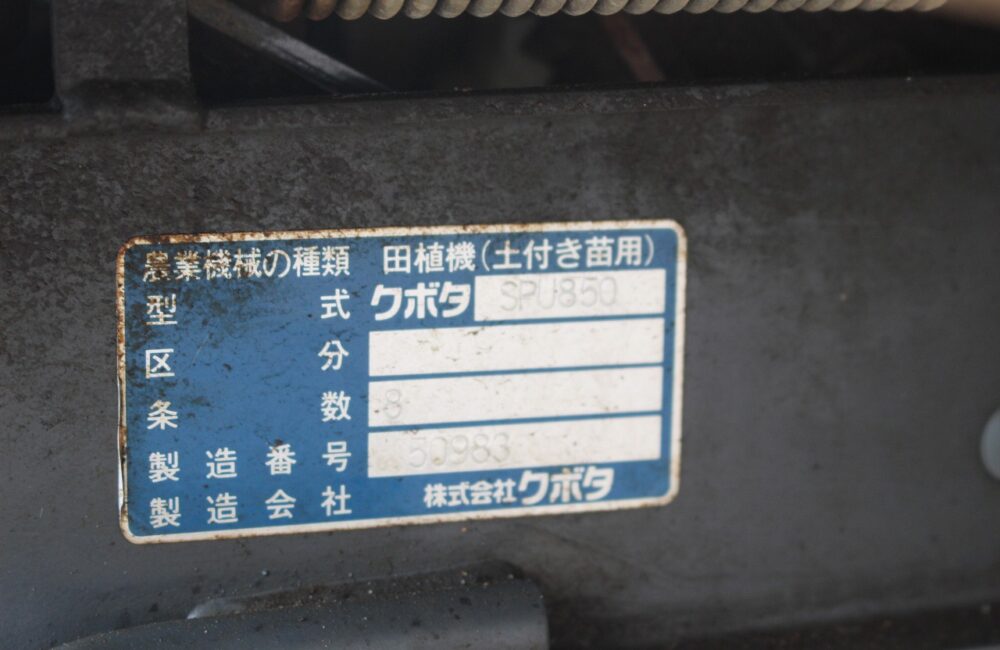 農業機械の種類 田植機(土付き苗用)
型式 クボタ SPU850
区分
条数 8
製造番号 50983
製造会社 株式会社クボタ